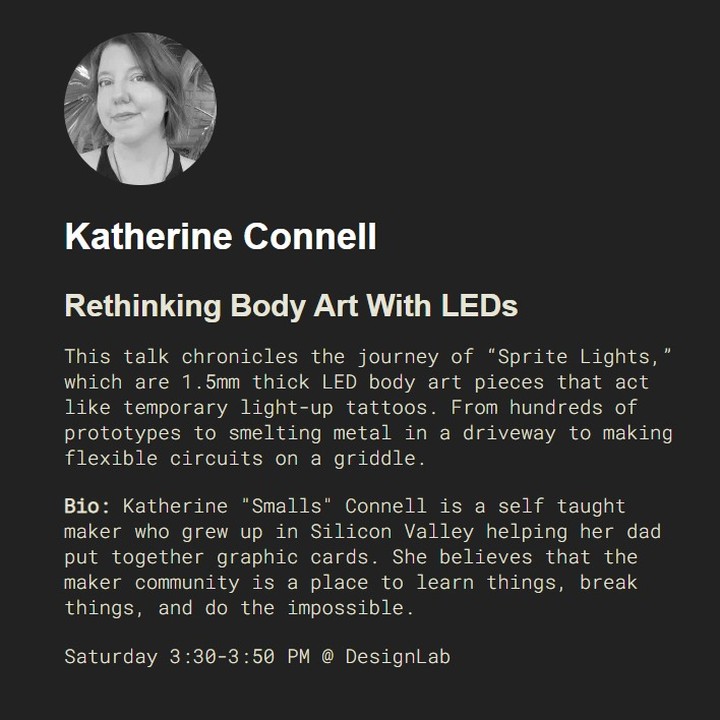 Katherine Connell
Rethinking Body Art With LEDs
This talk chronicles the journey of “Sprite Lights,”
which are 1.5mm thick LED body art pieces that act
like temporary light-up tattoos. From hundreds of
prototypes to smelting metal in a driveway to making
flexible circuits on a griddle.
Bio: Katherine "Smalls" Connell is a self taught
maker who grew up in Silicon Valley helping her dad
put together graphic cards. She believes that the
maker community is a place to learn things, break
things, and do the impossible.
Saturday 3:30-3:50 PM @ DesignLab